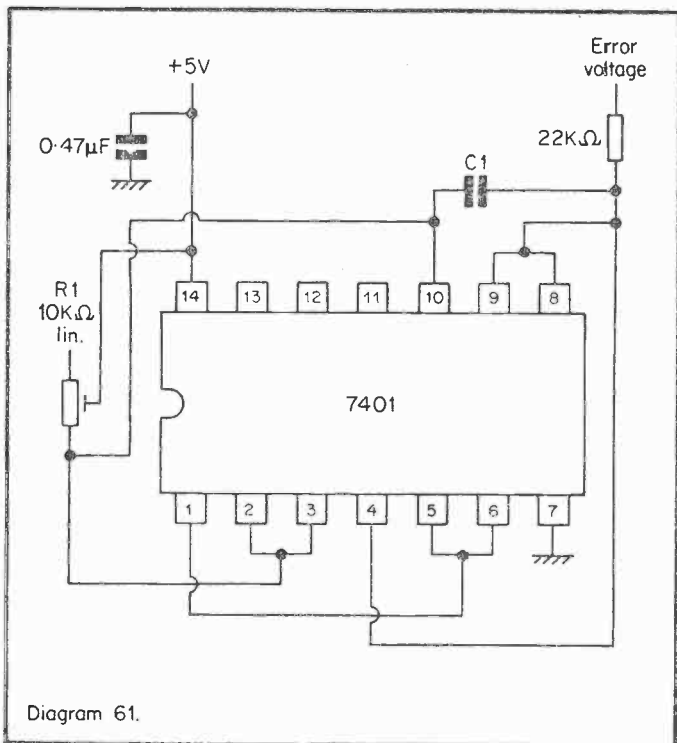 +5V
Error
voltage
0·47µF
22KΩ
C1
R1
10KΩ
lin.
14 13 12 11 10 9 8
7401
1 2 3 4 5 6 7
Diagram 61.